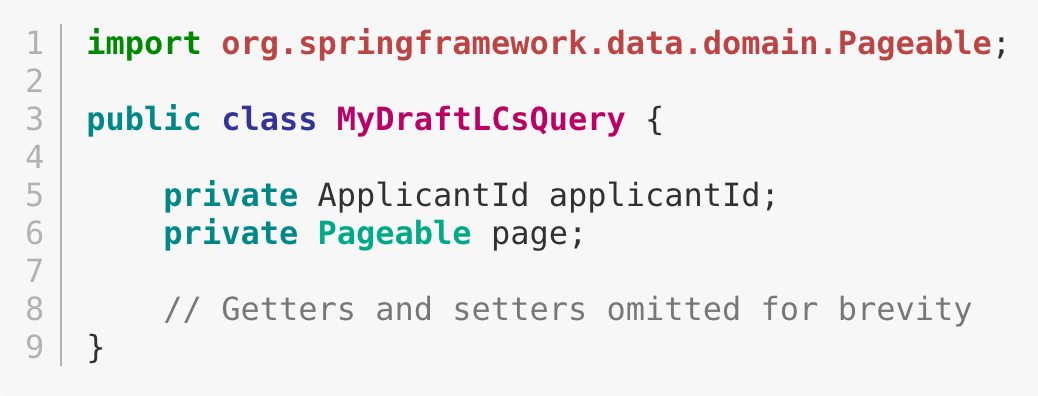 1 import org.springframework.data.domain.Pageable;
2
3 public class MyDraftLCsQuery {
4
5     private ApplicantId applicantId;
6     private Pageable page;
7
8     // Getters and setters omitted for brevity
9 }